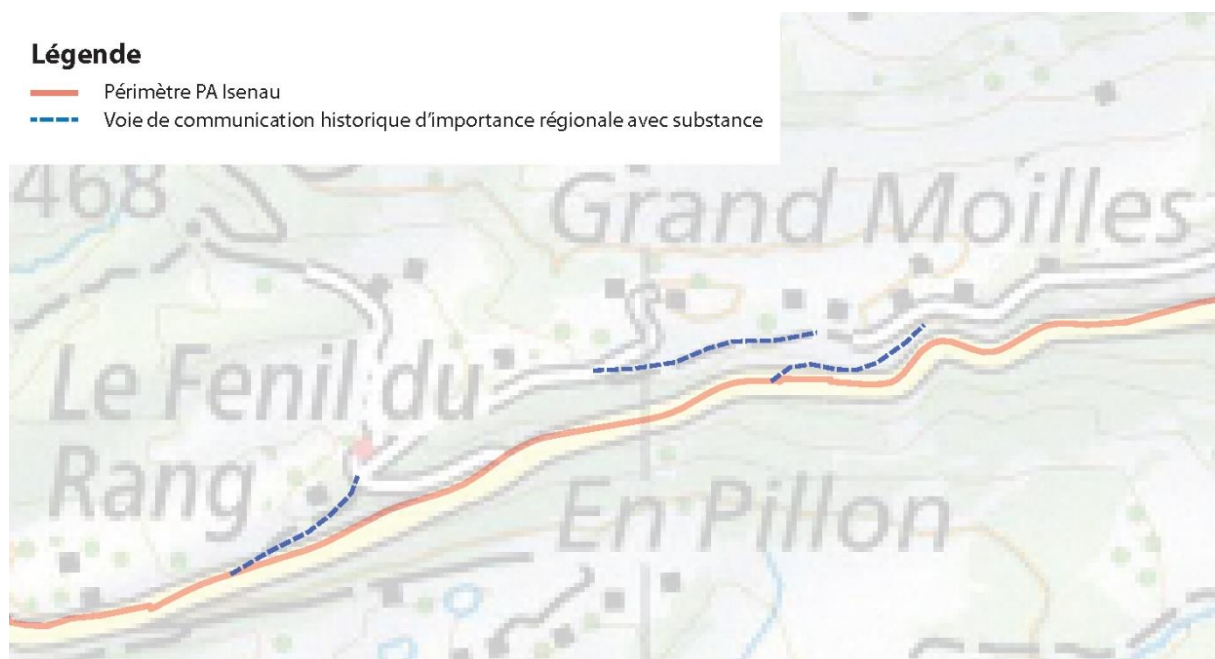 Légende
Périmètre PA Isenau
Voie de communication historique d'importance régionale avec substance
468
Grand Moilles
Le Fenil du
Rang
En Pillon